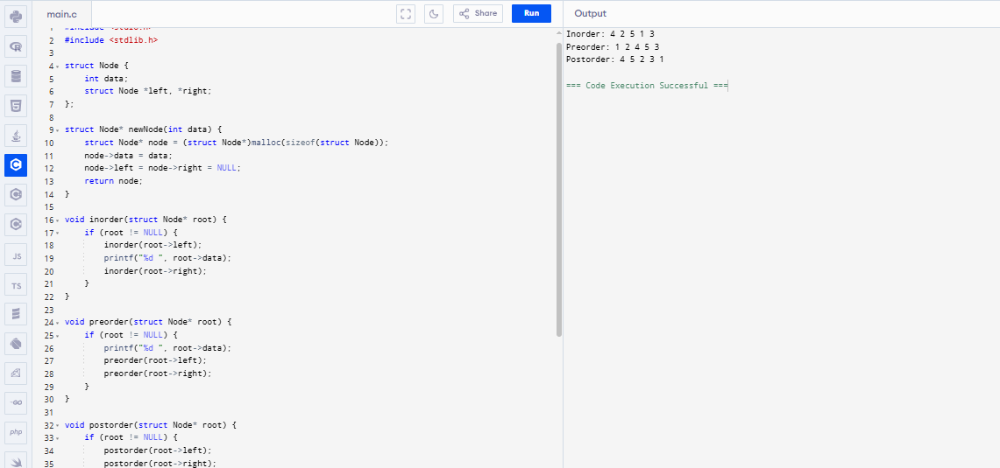 main.c
Share
Run
Output
1 #include <stdio.h>
2 #include <stdlib.h>
3
4 struct Node {
5 int data;
6 struct Node *left, *right;
7 };
8
9 struct Node* newNode(int data) {
10 struct Node* node = (struct Node*)malloc(sizeof(struct Node));
11 node->data = data;
12 node->left = node->right = NULL;
13 return node;
14 }
15
16 void inorder(struct Node* root) {
17 if (root != NULL) {
18 inorder(root->left);
19 printf("%d ", root->data);
20 inorder(root->right);
21 }
22 }
23
24 void preorder(struct Node* root) {
25 if (root != NULL) {
26 printf("%d ", root->data);
27 preorder(root->left);
28 preorder(root->right);
29 }
30 }
31
32 void postorder(struct Node* root) {
33 if (root != NULL) {
34 postorder(root->left);
35 postorder(root->right);
Inorder: 4 2 5 1 3
Preorder: 1 2 4 5 3
Postorder: 4 5 2 3 1
=== Code Execution Successful ===
R
5
JS
TS
GO
php